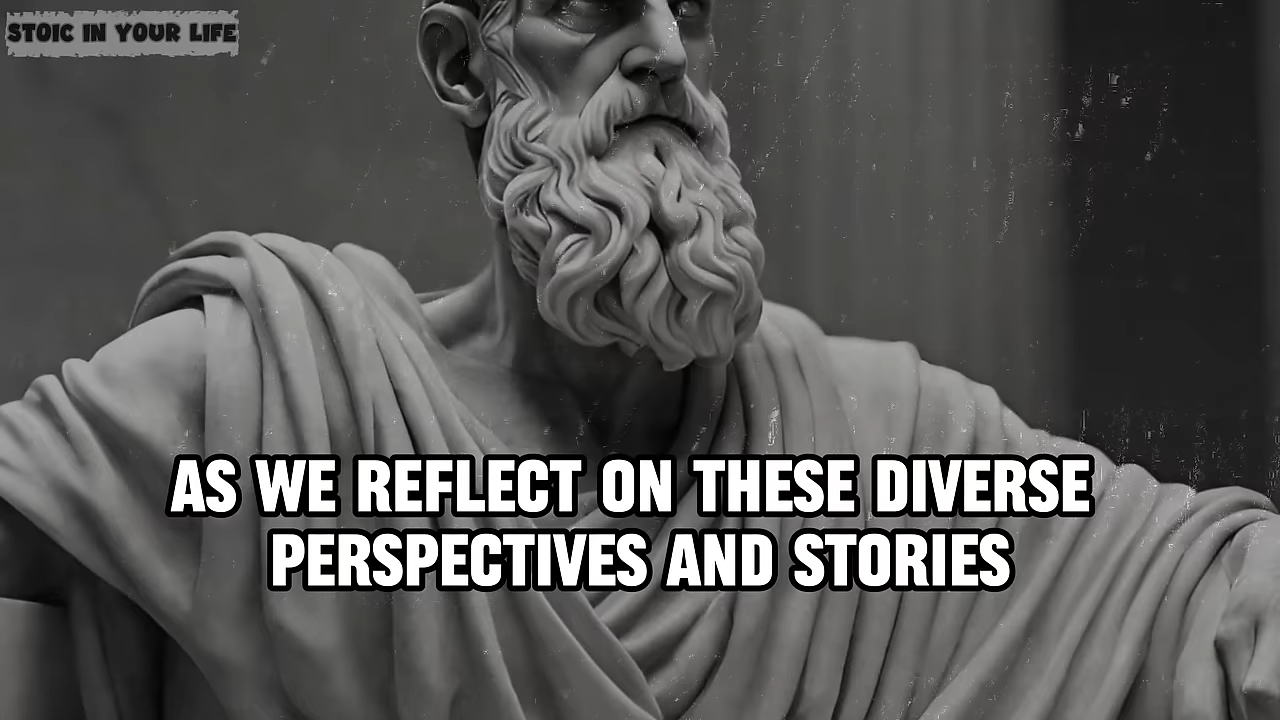 STOIC IN YOUR LIFE
AS WE REFLECT ON THESE DIVERSE
PERSPECTIVES AND STORIES